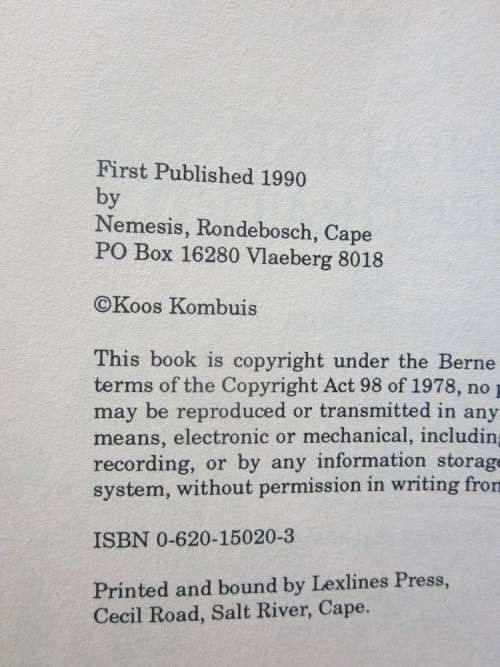 First Published 1990
by
Nemesis, Rondebosch, Cape
PO Box 16280 Vlaeberg 8018
©Koos Kombuis
This book is copyright under the Berne
terms of the Copyright Act 98 of 1978, no
may be reproduced or transmitted in any
means, electronic or mechanical, including
recording, or by any information storage
system, without permission in writing from
ISBN 0-620-15020-3
Printed and bound by Lexlines Press,
Cecil Road, Salt River, Cape.